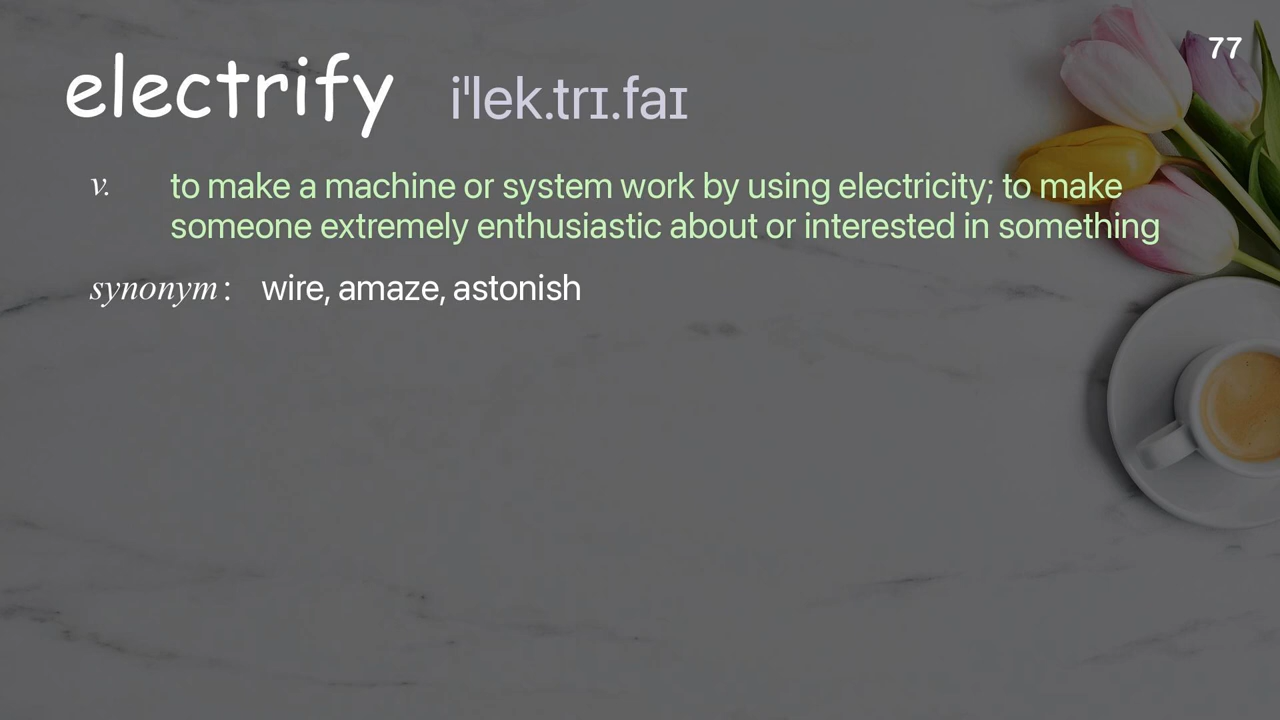 77
electrify iˈlek.trɪ.faɪ
v. to make a machine or system work by using electricity; to make
someone extremely enthusiastic about or interested in something
synonym: wire, amaze, astonish